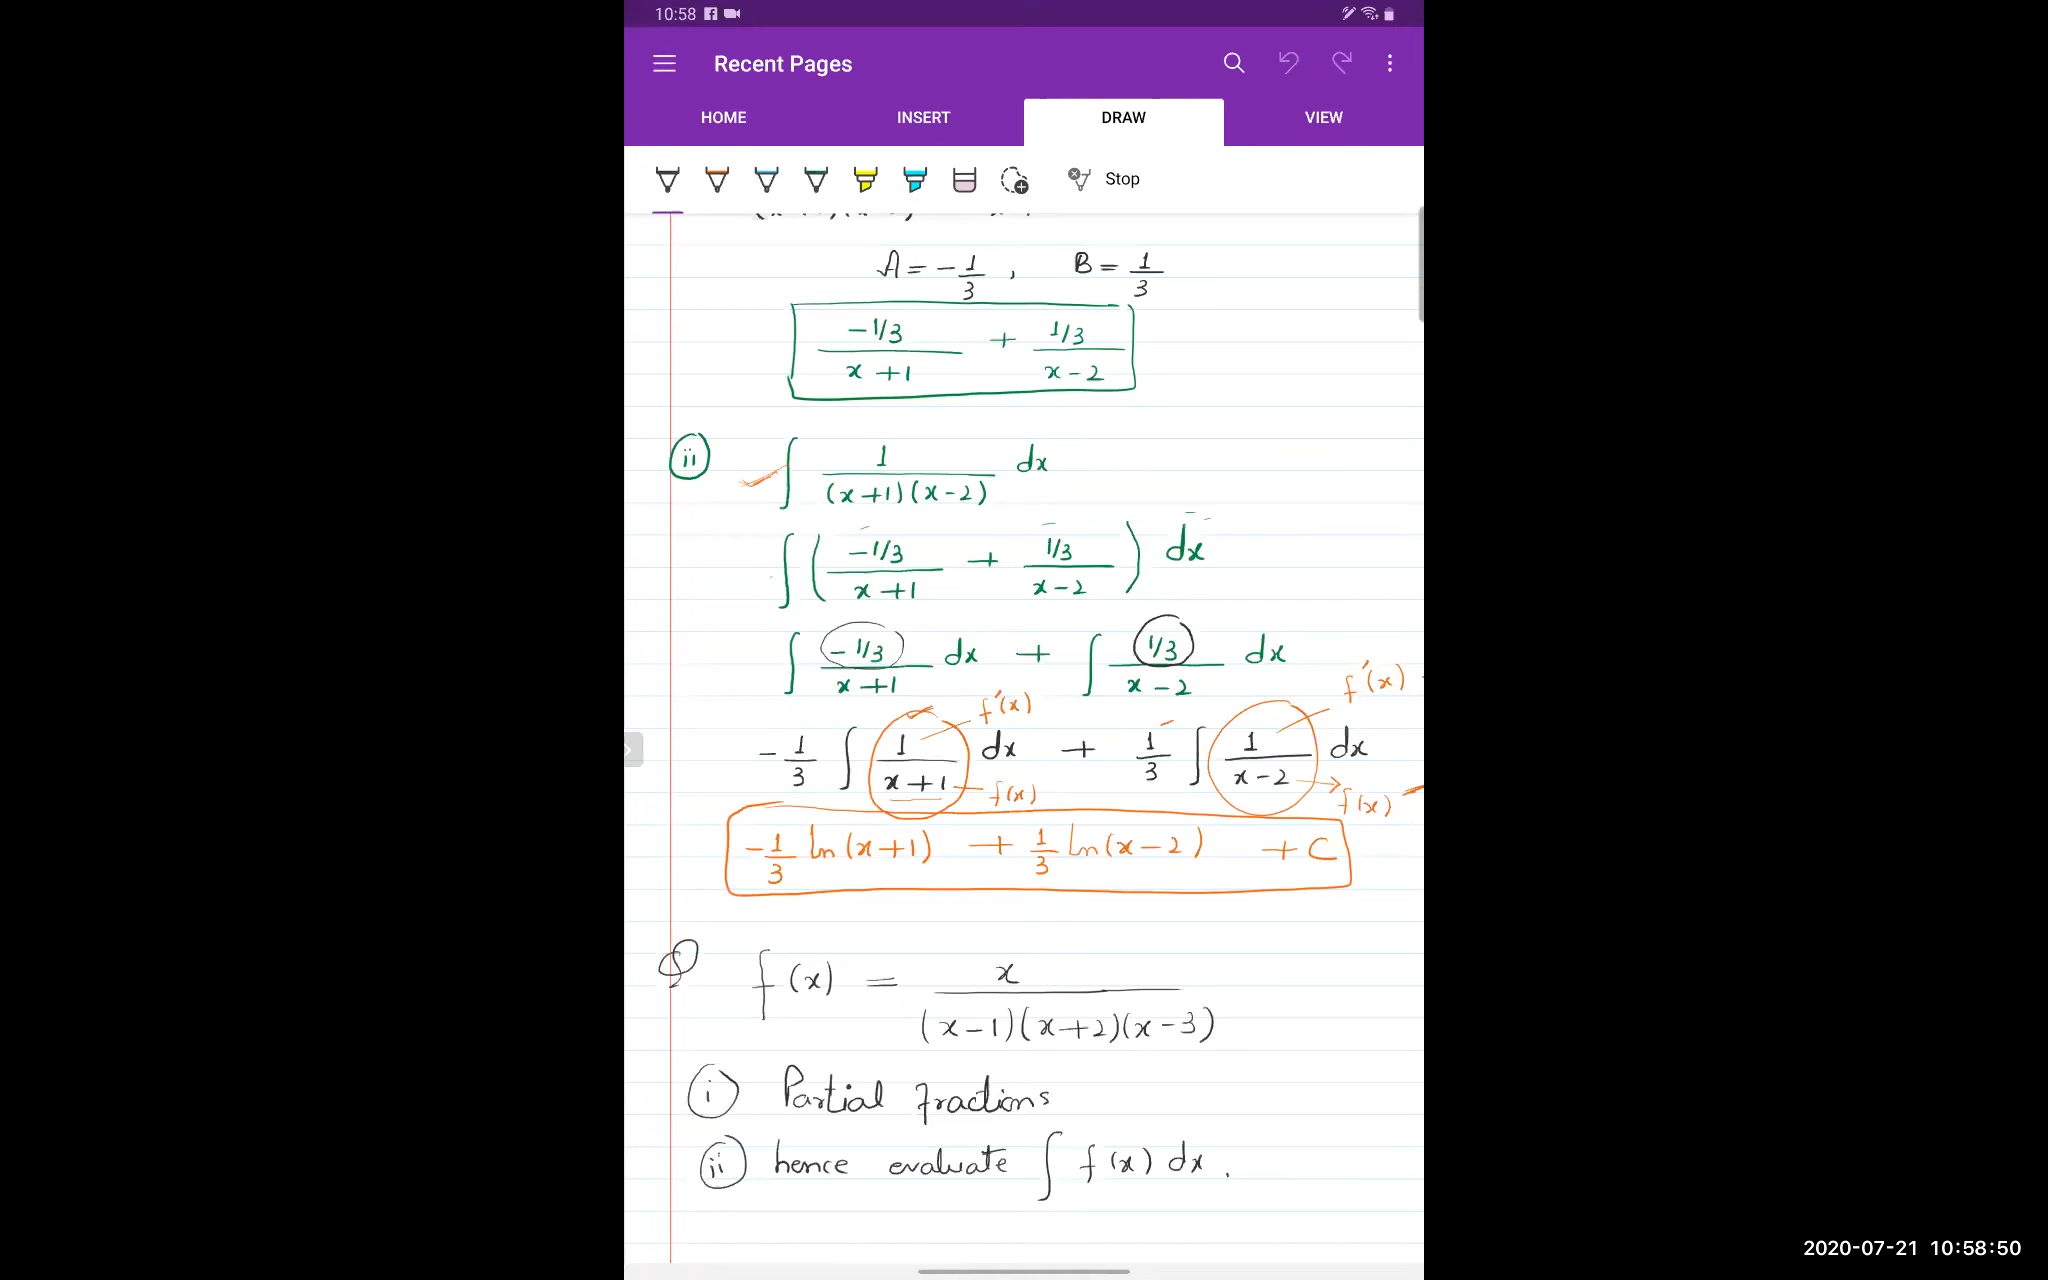 10:58
Recent Pages
HOME INSERT DRAW VIEW
Stop
A = -1/3 , B = 1/3
-1/3 / x+1 + 1/3 / x-2
ii ∫ 1/(x+1)(x-2) dx
∫ ( -1/3 / x+1 + 1/3 / x-2 ) dx
∫ -1/3 / x+1 dx + ∫ 1/3 / x-2 dx
f'(x) f'(x)
-1/3 ∫ 1/x+1 dx + 1/3 ∫ 1/x-2 dx
f(x) f(x)
-1/3 ln(x+1) + 1/3 ln(x-2) + C
Q f(x) = x/(x-1)(x+2)(x-3)
i Partial fractions
ii hence evaluate ∫ f(x) dx .
2020-07-21 10:58:50